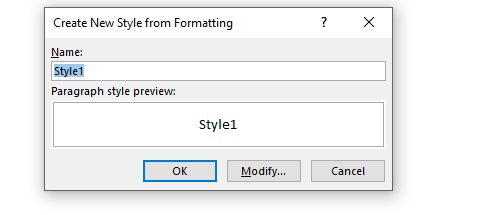 Create New Style from Formatting ? ×
Name:
Style1
Paragraph style preview:
Style1
OK Modify... Cancel